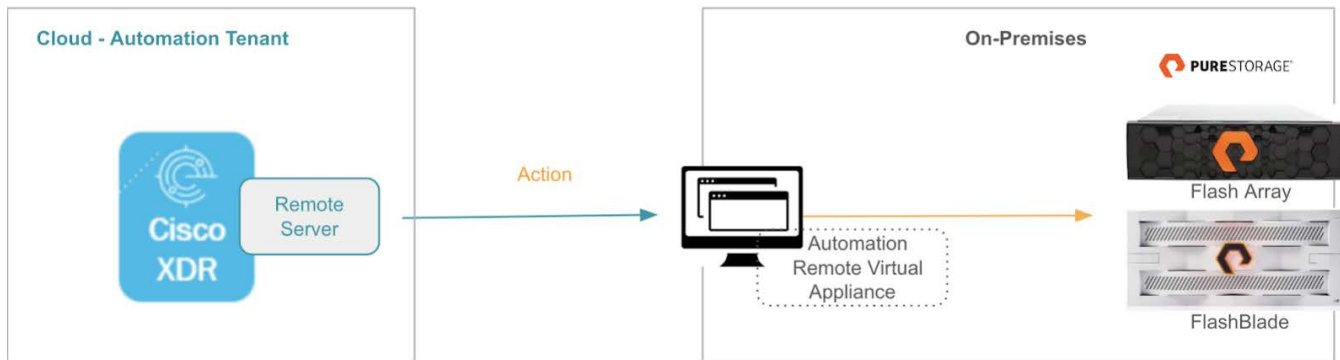 Cloud - Automation Tenant
On-Premises
PURESTORAGE®
Cisco
XDR
Remote
Server
Action
Automation
Remote Virtual
Appliance
Flash Array
FlashBlade